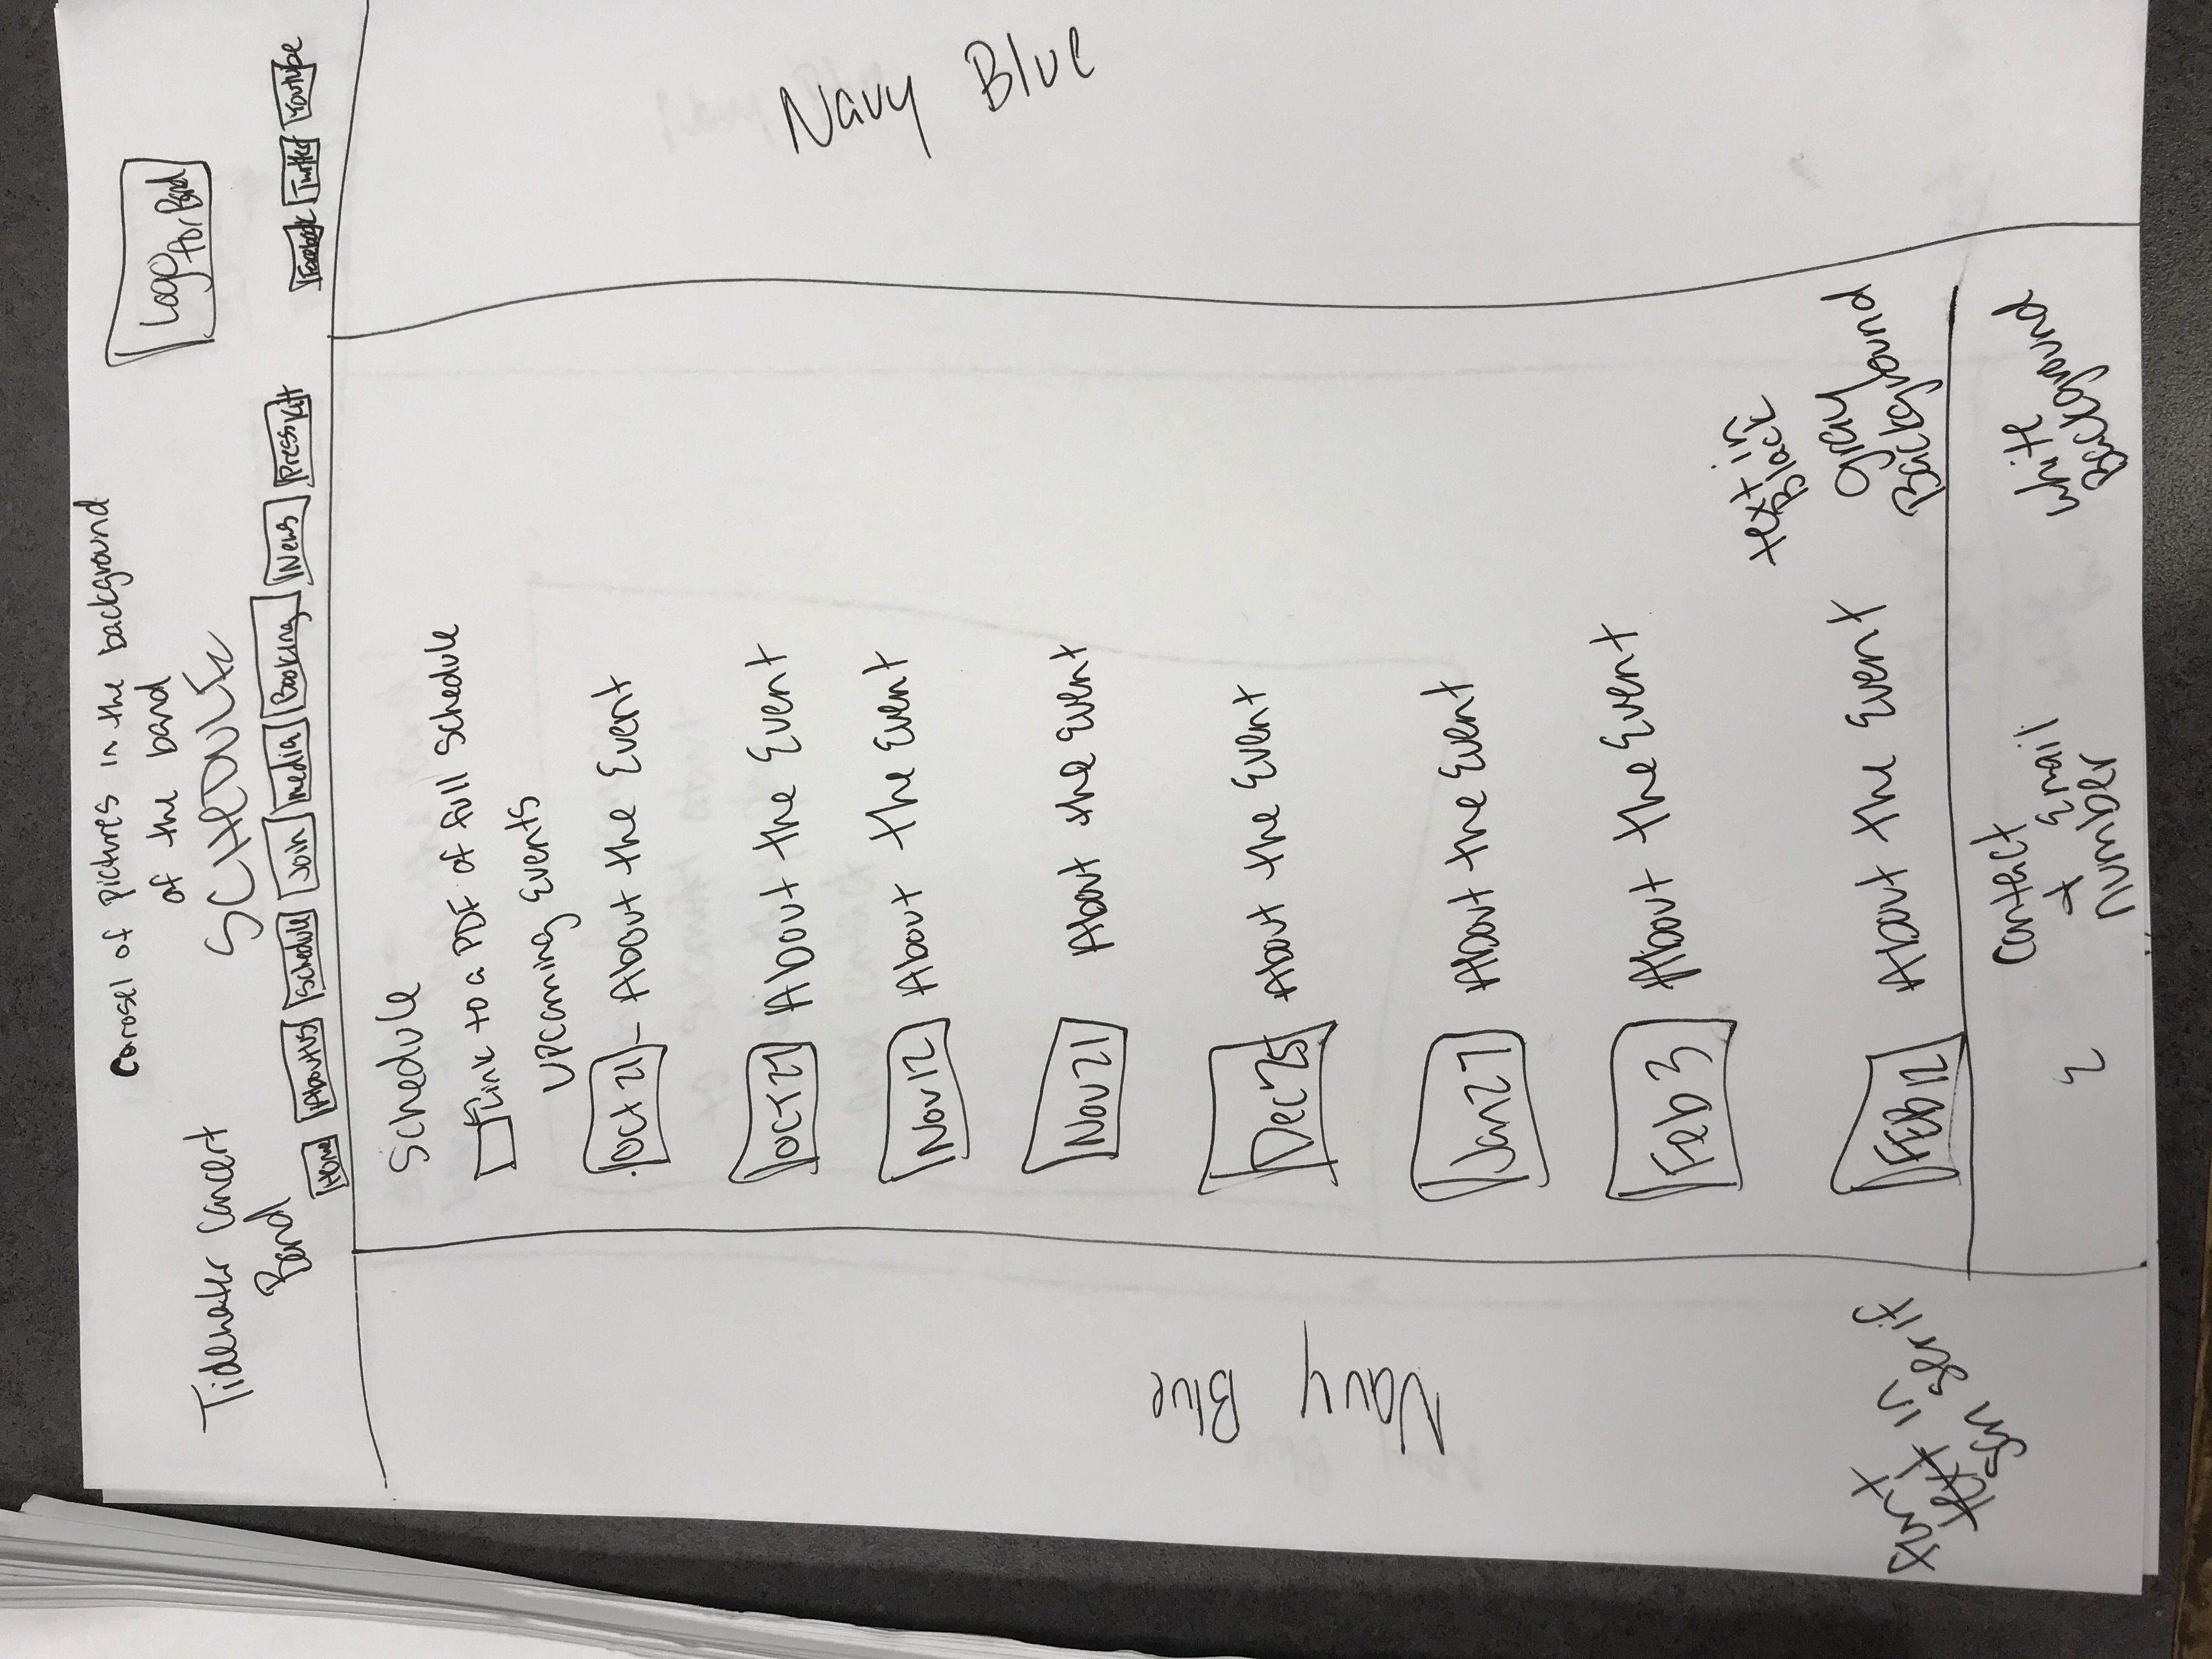 Carosel of pictures in the background
of the band
Logo
for Band
Tidewater Concert
Band
SCHEDULE
Home
About US
Schedule
Join
media
Booking
News
Press Kitt
Facebook
Twitter
Youtube
Schedule
Link to a PDF of full Schedule
Upcoming Events
Oct 21 - About the Event
OCT 27 About the Event
Nov 12 About the Event
Nov 21 About the Event
Dec 25 About the Event
Jan 27 About the Event
Feb 3 About the Event
FEB 12 About the Event
Navy Blue
Navy Blue
text in
Black
gray
Background
font
text in
san serif
Contact
+ Email
number
white
Background